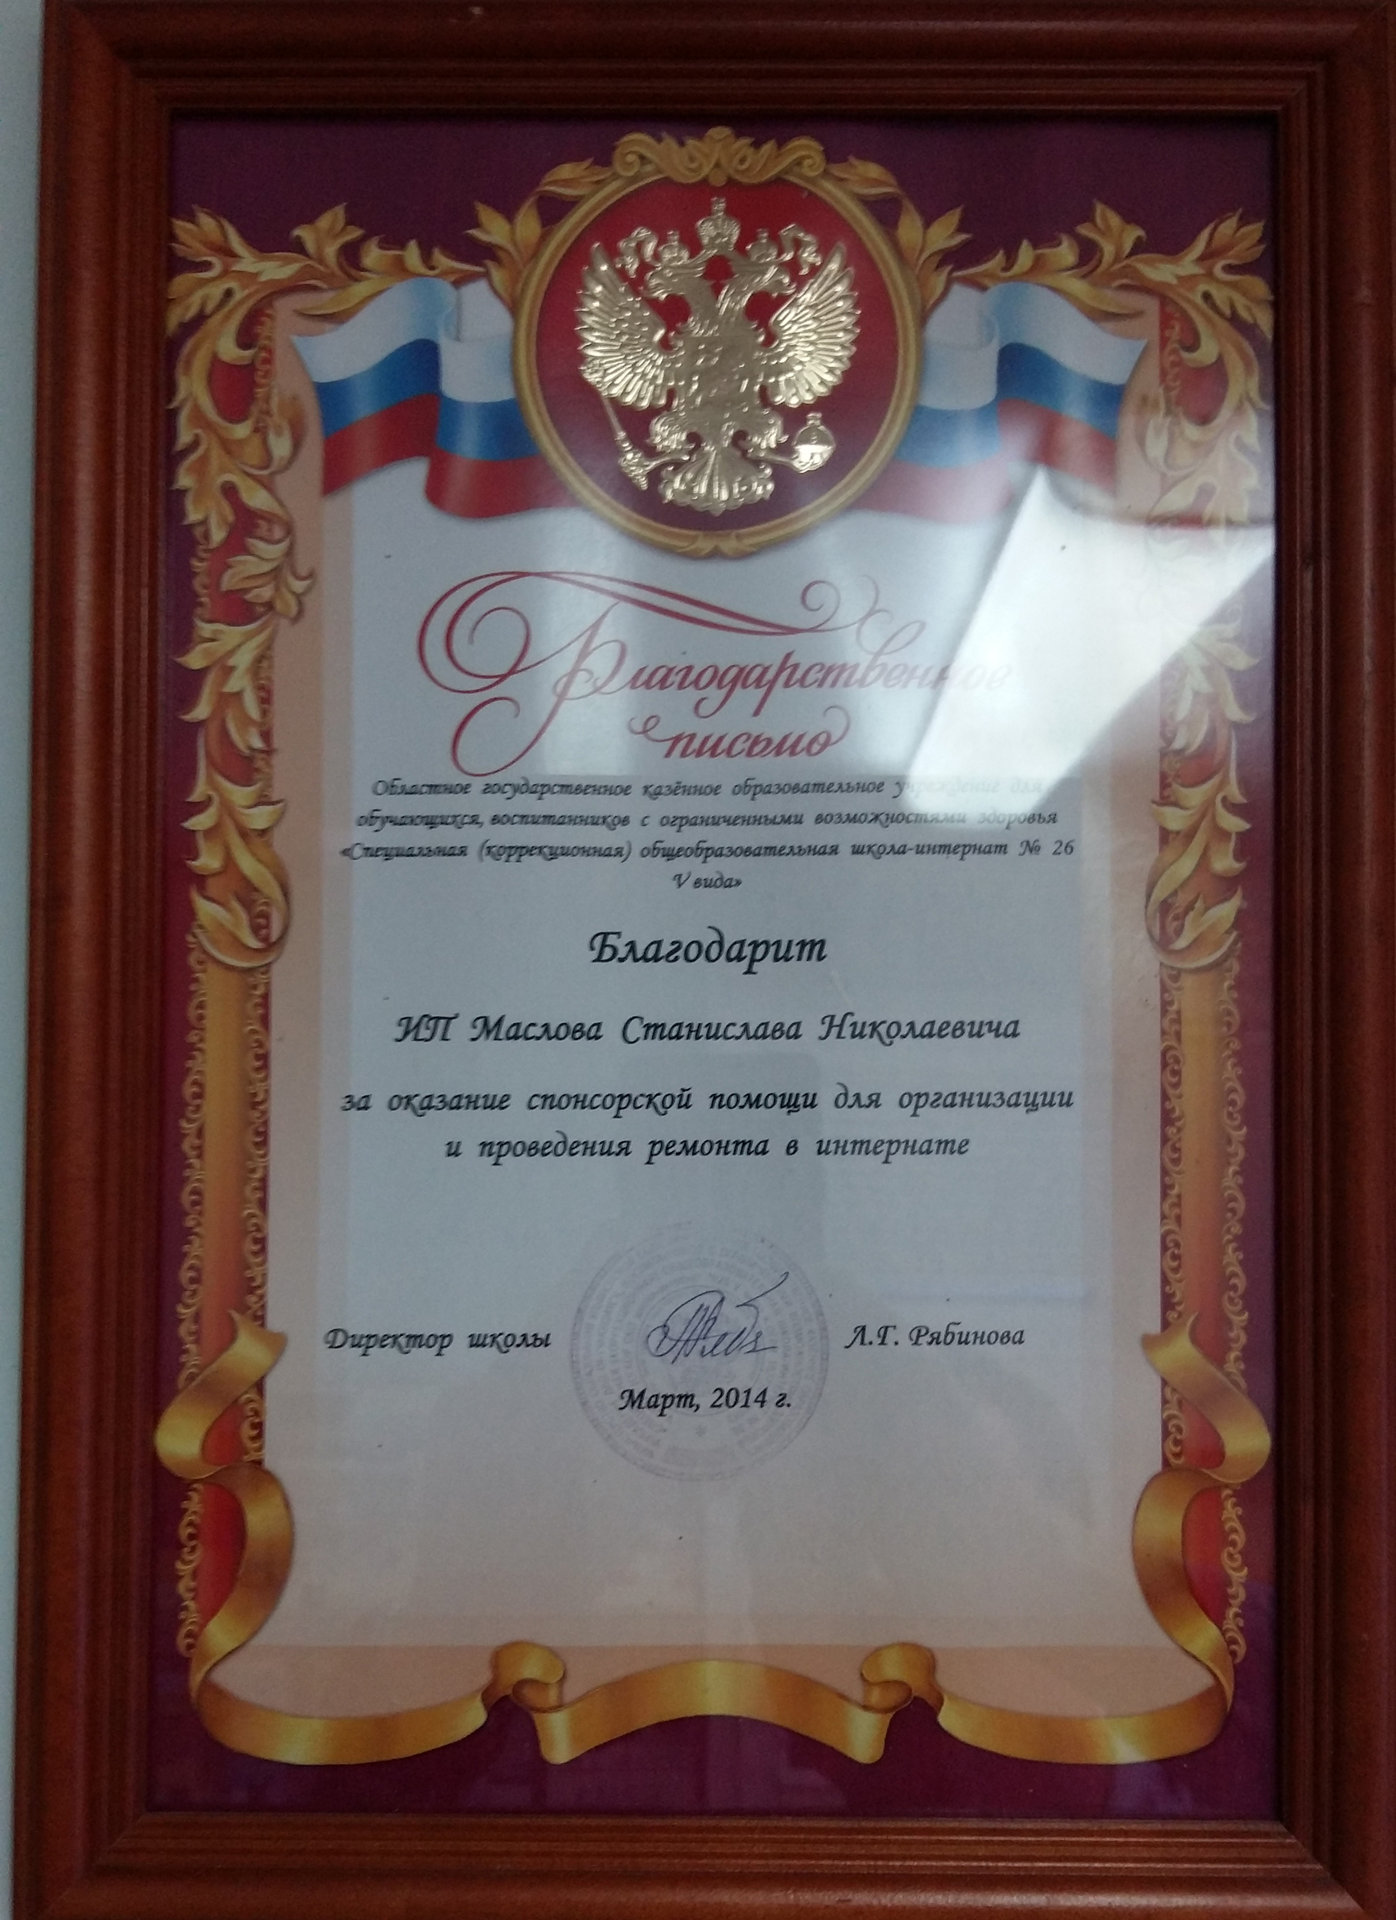 Благодарственное
письмо
Областное государственное казённое образовательное учреждение для
обучающихся, воспитанников с ограниченными возможностями здоровья
«Специальная (коррекционная) общеобразовательная школа-интернат № 26
V вида»
Благодарит
ИП Маслова Станислава Николаевича
за оказание спонсорской помощи для организации
и проведения ремонта в интернате
Директор школы Л.Г. Рябинова
Март, 2014 г.